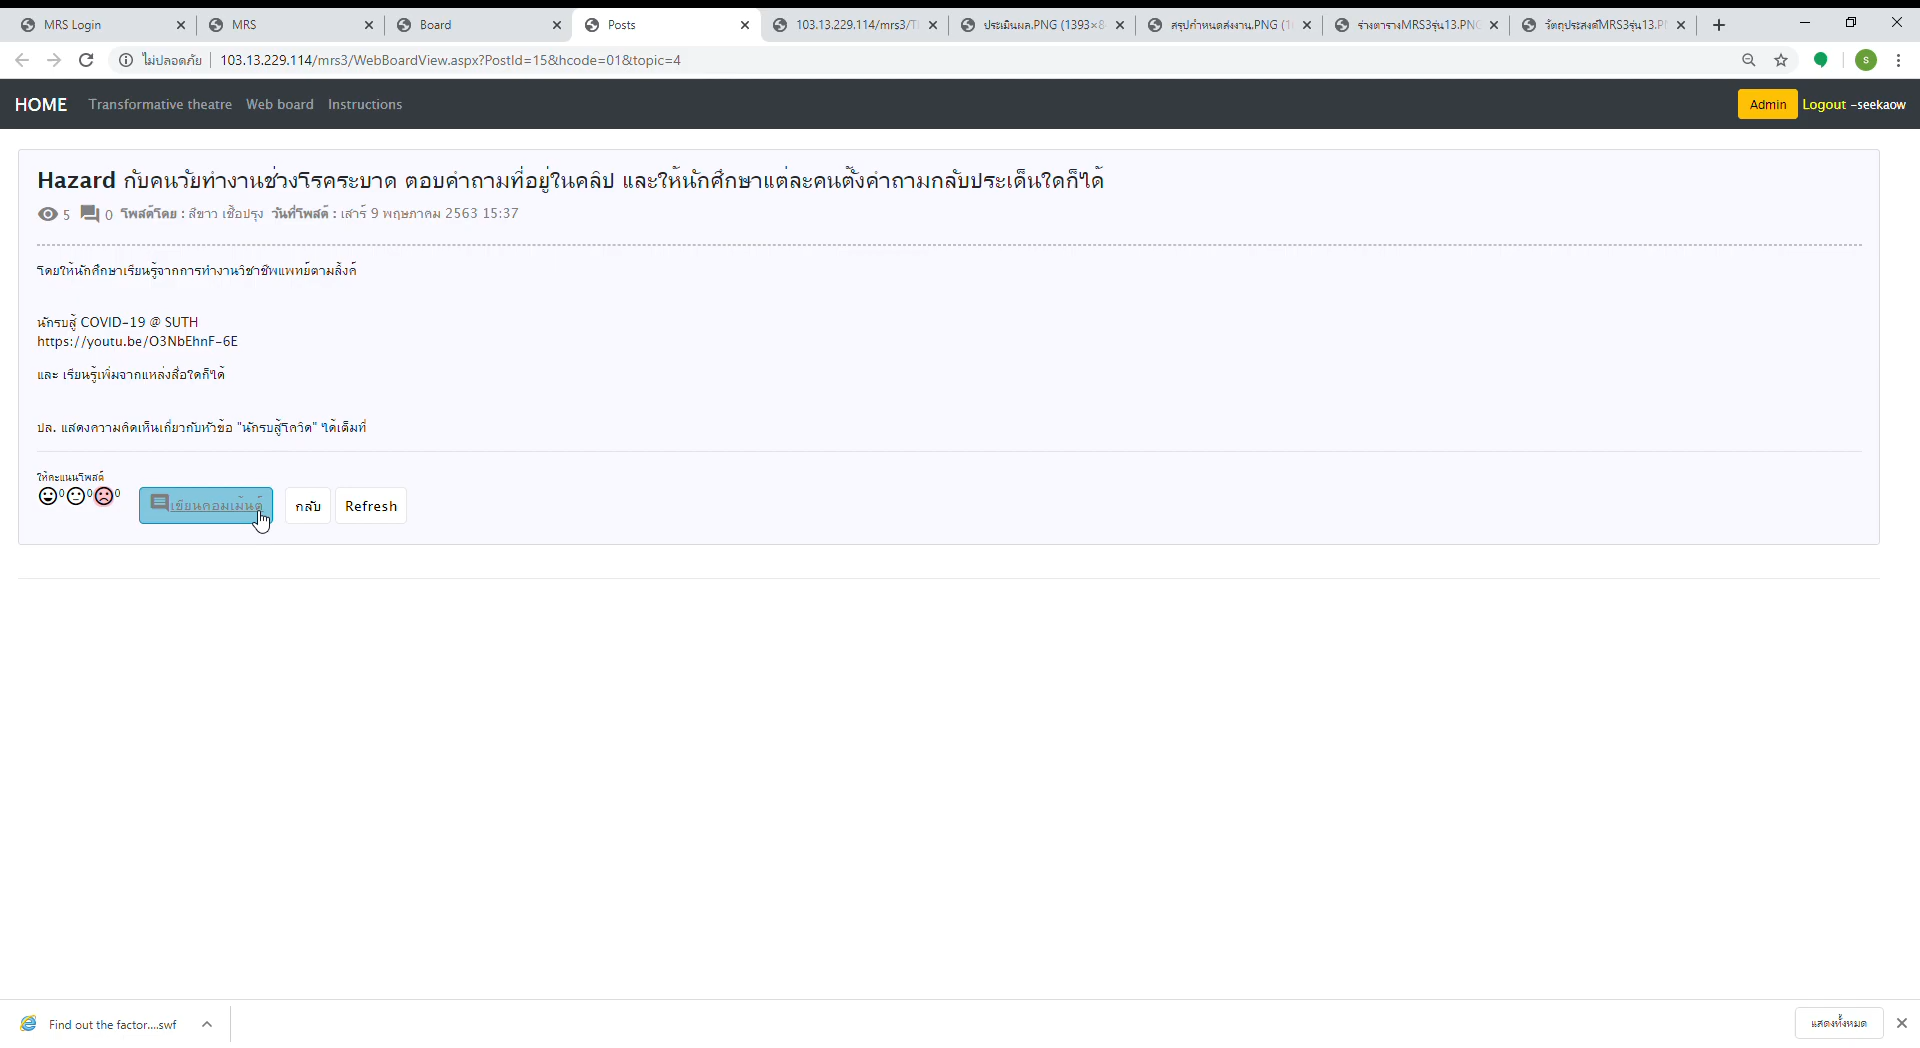 MRS Login
MRS
Board
Posts
103.13.229.114/mrs3/T
ประเมินผล.PNG (1393×8
สรุปกำหนดส่งงาน.PNG (1
ร่างตารางMRS3รุ่น13.PNG
วัตถุประสงค์MRS3รุ่น13.P
ไม่ปลอดภัย
103.13.229.114/mrs3/WebBoardView.aspx?PostId=15&hcode=01&topic=4
S
HOME Transformative theatre Web board Instructions
Admin Logout -seekaow
Hazard กับคนวัยทำงานช่วงโรคระบาด ตอบคำถามที่อยู่ในคลิป และให้นักศึกษาแต่ละคนตั้งคำถามกลับประเด็นใดก็ได้
5 0 โพสต์โดย : สีขาว เชื้อปรุง วันที่โพสต์ : เสาร์ 9 พฤษภาคม 2563 15:37
โดยให้นักศึกษาเรียนรู้จากการทำงานวิชาชีพแพทย์ตามลิ้งค์
นักรบสู้ COVID-19 @ SUTH
https://youtu.be/O3NbEhnF-6E
และ เรียนรู้เพิ่มจากแหล่งสื่อใดก็ได้
ปล. แสดงความคิดเห็นเกี่ยวกับหัวข้อ "นักรบสู้โควิด" ได้เต็มที่
ให้คะแนนโพสต์
0 0 0
เขียนคอมเม้นต์ กลับ Refresh
Find out the factor....swf
แสดงทั้งหมด